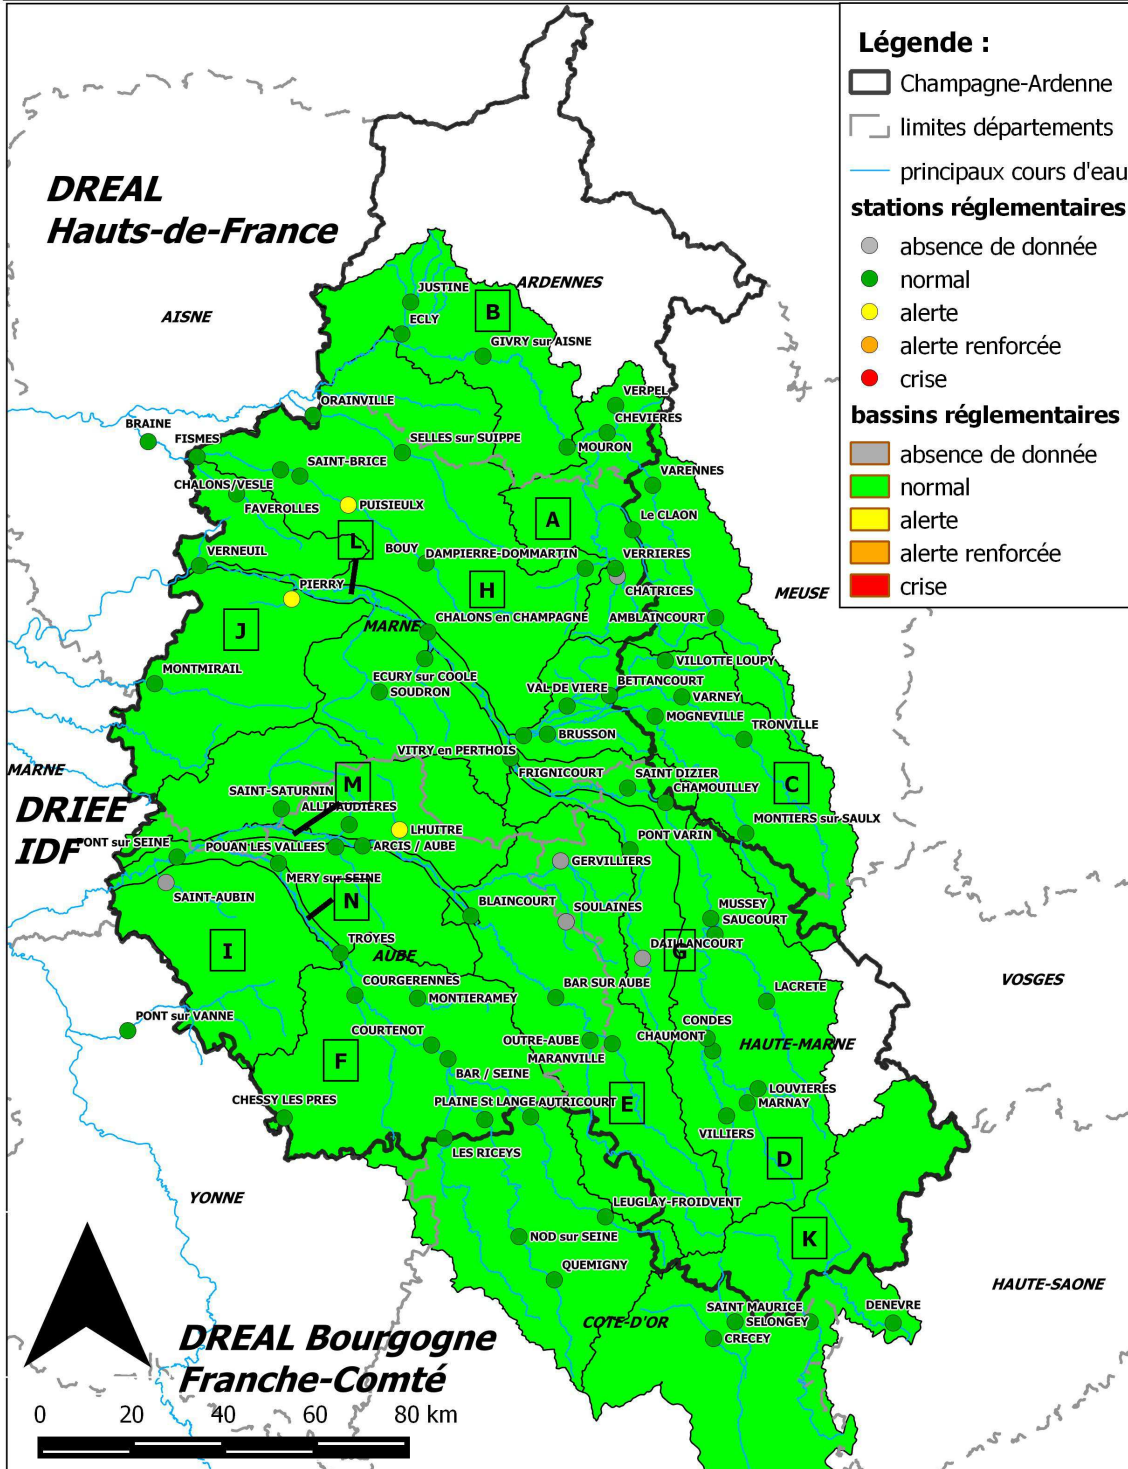 Légende :
Champagne-Ardenne
limites départements
principaux cours d'eau
stations réglementaires
absence de donnée
normal
alerte
alerte renforcée
crise
bassins réglementaires
absence de donnée
normal
alerte
alerte renforcée
crise
DREAL
Hauts-de-France
ARDENNES
AISNE
JUSTINE
B
ECLY
GIVRY sur AISNE
VERPEL
ORAINVILLE
CHEVIERES
BRAINE
FISMES
SELLES sur SUIPPE
MOURON
SAINT-BRICE
VARENNES
CHALONS/VESLE
FAVEROLLES
PUISIEULX
A
Le CLAON
L
VERNEUIL
BOUY
DAMPIERRE-DOMMARTIN
VERRIERES
PIERRY
H
CHATRICES
MEUSE
J
MARNE
CHALONS en CHAMPAGNE
AMBLAINCOURT
MONTMIRAIL
VILLOTTE LOUPY
ECURY sur COOLE
SOUDRON
VAL DE VIERE
BETTANCOURT
VARNEY
MOGNEVILLE
BRUSSON
TRONVILLE
VITRY en PERTHOIS
MARNE
FRIGNICOURT
SAINT DIZIER
M
C
SAINT-SATURNIN
CHAMOUILLEY
DRIEE
IDF
ALLIBAUDIERES
MONTIERS sur SAULX
LHUITRE
PONT VARIN
PONT sur SEINE
POUAN LES VALLEES
ARCIS / AUBE
GERVILLIERS
MERY sur SEINE
SAINT-AUBIN
N
BLAINCOURT
SOULAINES
MUSSEY
SAUCOURT
I
TROYES
DAILLANCOURT
G
AUBE
COURGERENNES
BAR SUR AUBE
LACRETE
VOSGES
MONTIERAMEY
PONT sur VANNE
CONDES
COURTENOT
OUTRE-AUBE
CHAUMONT
HAUTE-MARNE
F
MARANVILLE
BAR / SEINE
LOUVIERES
CHESSY LES PRES
PLAINE St LANGE
AUTRICOURT
E
MARNAY
VILLIERS
LES RICEYS
D
YONNE
LEUGLAY-FROIDVENT
NOD sur SEINE
K
QUEMIGNY
HAUTE-SAONE
SAINT MAURICE
DENEVRE
COTE-D'OR
SELONGEY
CRECEY
DREAL Bourgogne
Franche-Comté
0 20 40 60 80 km